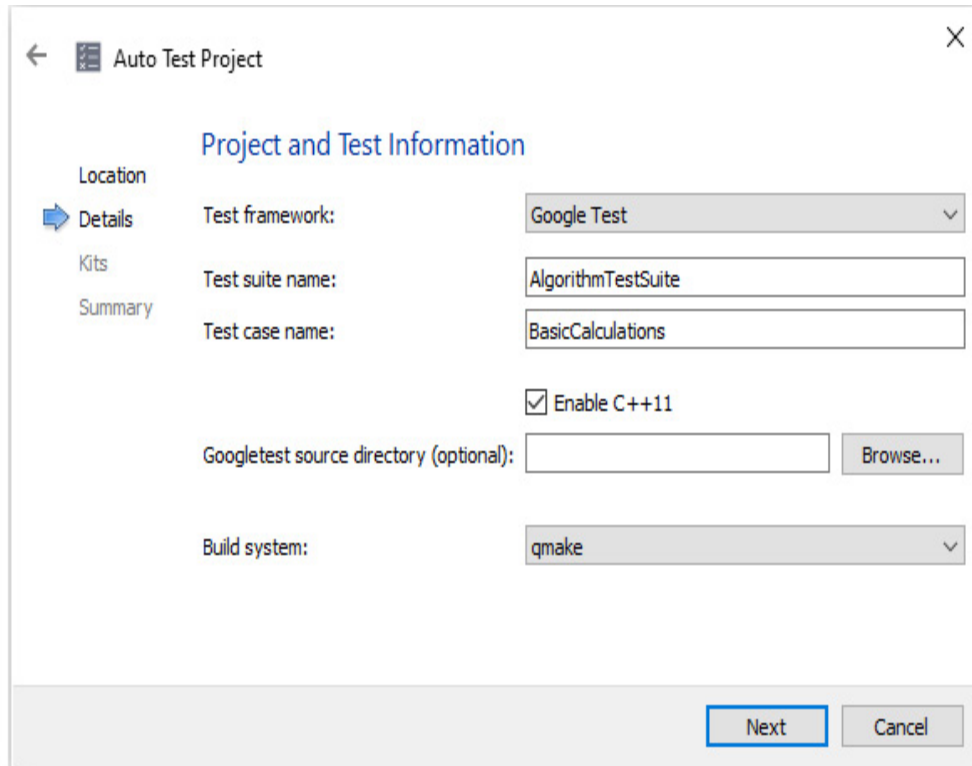 Auto Test Project
Project and Test Information
Location
Details
Kits
Summary
Test framework: Google Test
Test suite name: AlgorithmTestSuite
Test case name: BasicCalculations
Enable C++11
Googletest source directory (optional): Browse...
Build system: qmake
Next Cancel